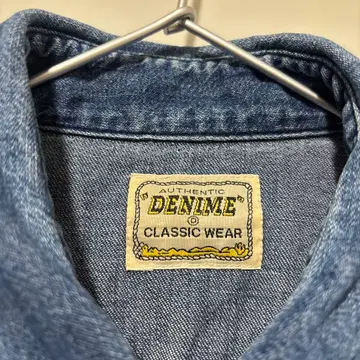 AUTHENTIC
"DENIME"
D
CLASSIC WEAR